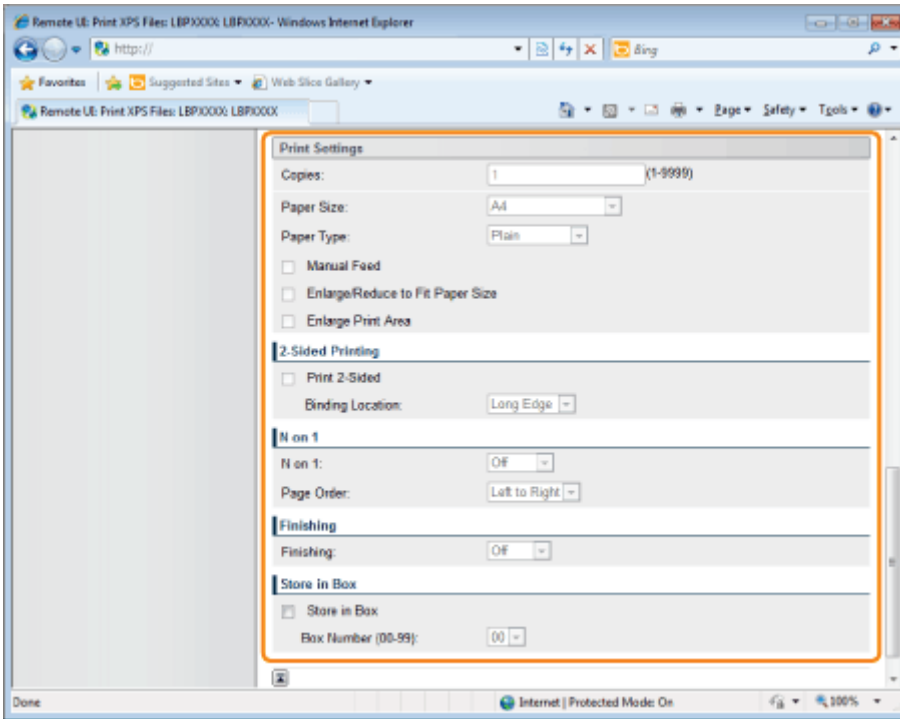 Remote UI: Print XPS Files: LBPXXXX: LBPXXXX- Windows Internet Explorer
http://
Bing
Favorites Suggested Sites Web Slice Gallery
Remote UI: Print XPS Files: LBPXXXX: LBPXXXX Page Safety Tools
Print Settings
Copies: 1 (1-9999)
Paper Size: A4
Paper Type: Plain
Manual Feed
Enlarge/Reduce to Fit Paper Size
Enlarge Print Area
2-Sided Printing
Print 2-Sided
Binding Location: Long Edge
N on 1
N on 1: Off
Page Order: Left to Right
Finishing
Finishing: Off
Store in Box
Store in Box
Box Number (00-99): 00
Done Internet | Protected Mode: On 100%